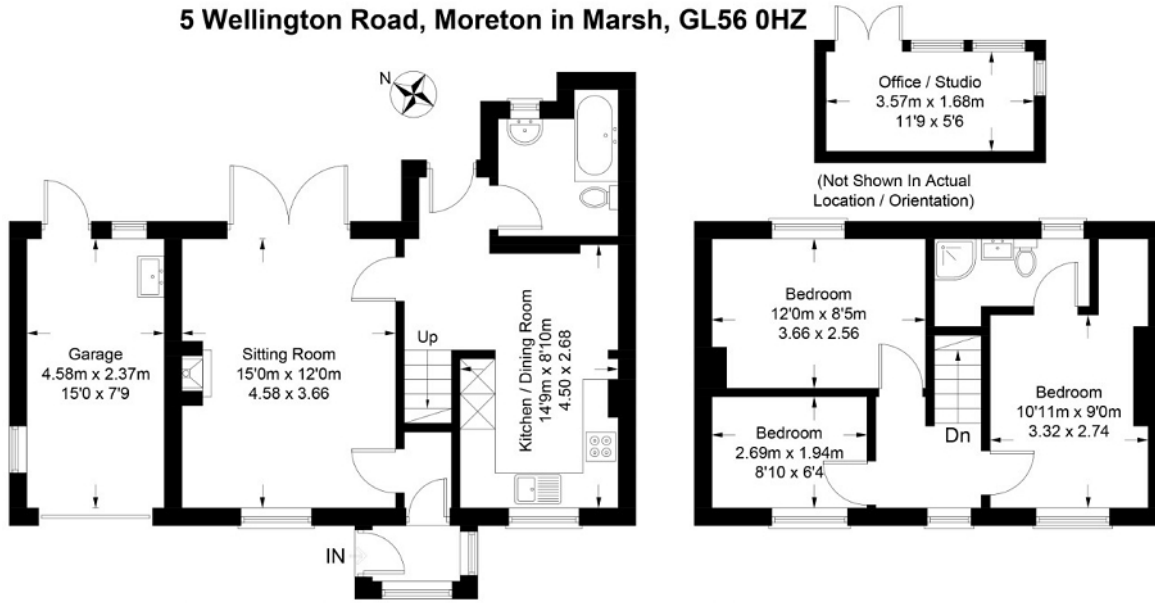 5 Wellington Road, Moreton in Marsh, GL56 0HZ
N
Office / Studio
3.57m x 1.68m
11'9 x 5'6
(Not Shown In Actual
Location / Orientation)
Garage
4.58m x 2.37m
15'0 x 7'9
Sitting Room
15'0m x 12'0m
4.58 x 3.66
Up
Kitchen / Dining Room
14'9m x 8'10m
4.50 x 2.68
IN
Bedroom
12'0m x 8'5m
3.66 x 2.56
Bedroom
2.69m x 1.94m
8'10 x 6'4
Dn
Bedroom
10'11m x 9'0m
3.32 x 2.74